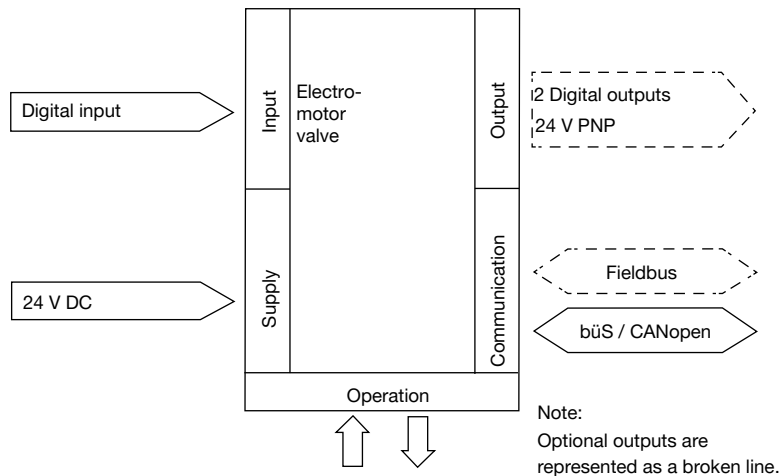 Digital input
24 V DC
Input
Supply
Electro-
motor
valve
Output
Communication
Operation
2 Digital outputs
24 V PNP
Fieldbus
büS / CANopen
Note:
Optional outputs are
represented as a broken line.